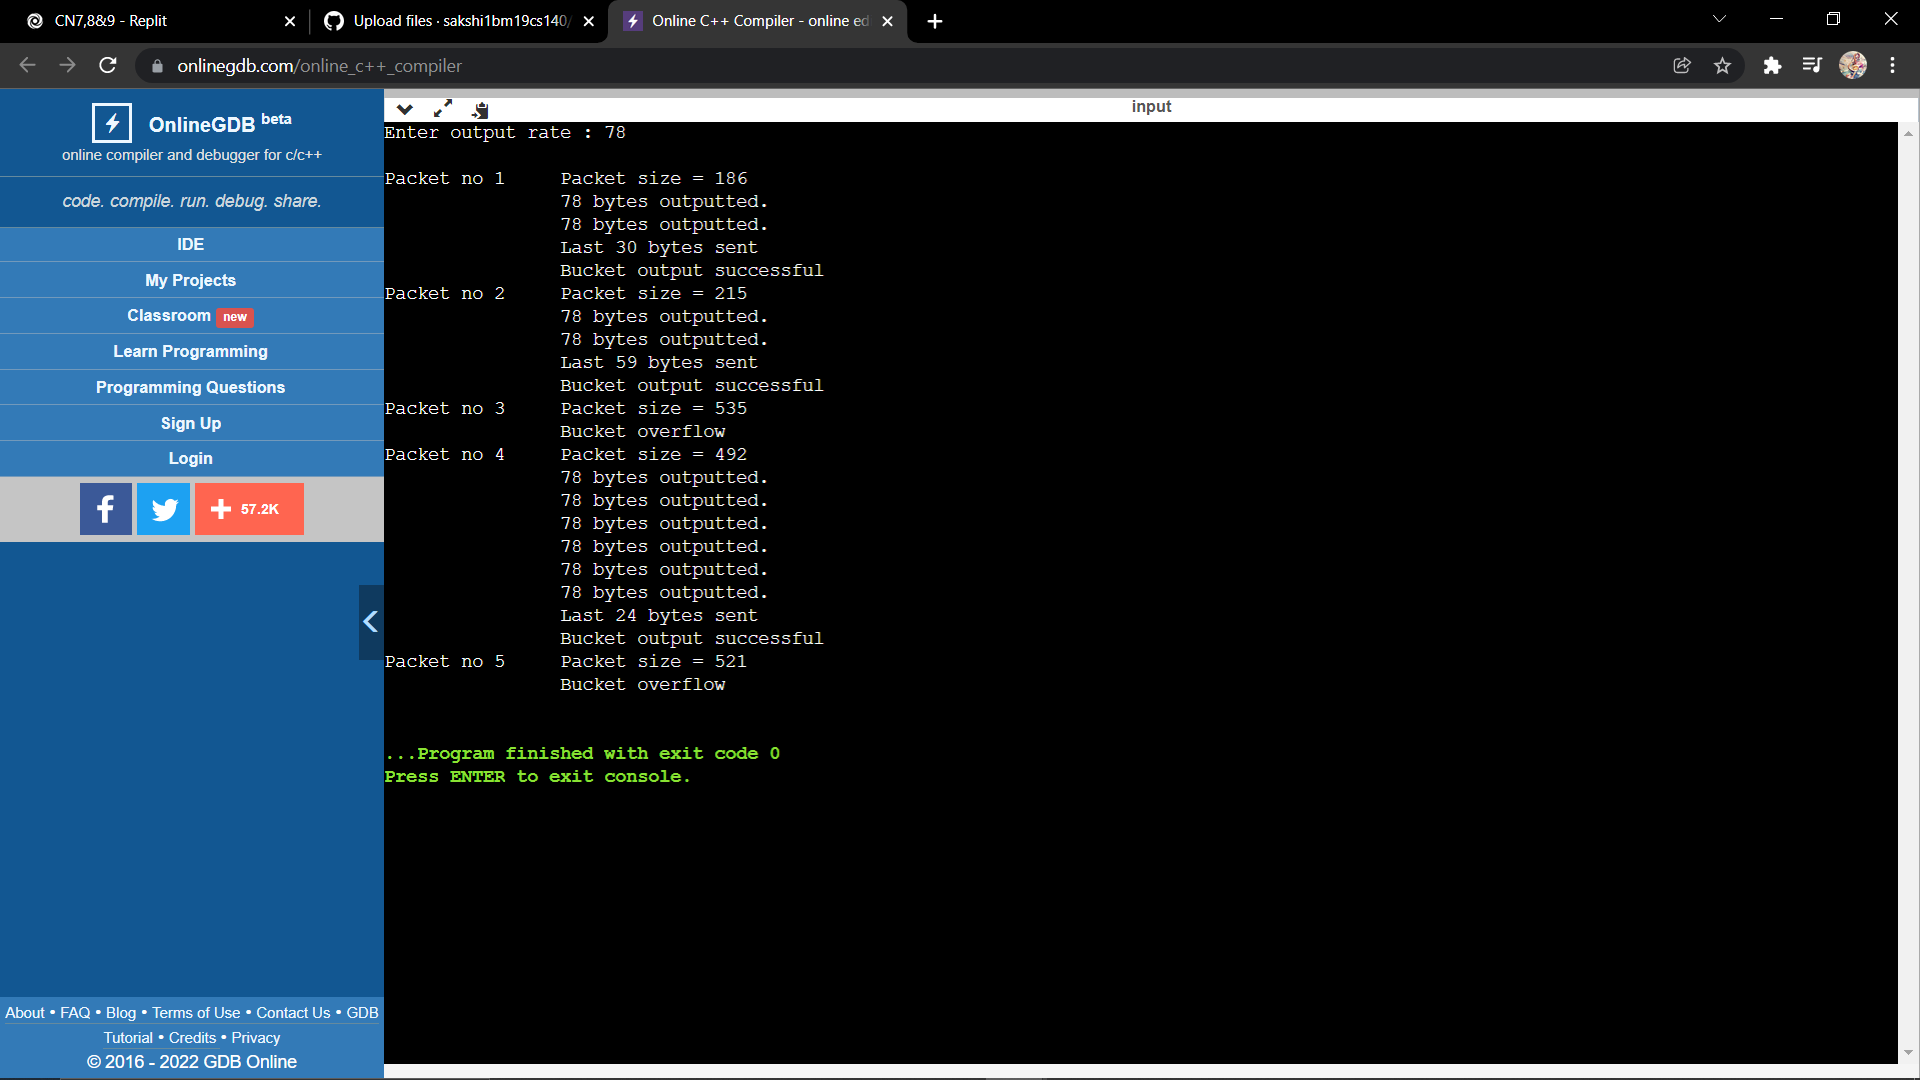 CN7,8&9 - Replit
Upload files · sakshi1bm19cs140/
Online C++ Compiler - online ed
onlinegdb.com/online_c++_compiler
OnlineGDB beta
online compiler and debugger for c/c++
code. compile. run. debug. share.
IDE
My Projects
Classroom new
Learn Programming
Programming Questions
Sign Up
Login
57.2K
About • FAQ • Blog • Terms of Use • Contact Us • GDB
Tutorial • Credits • Privacy
© 2016 - 2022 GDB Online
input
Enter output rate : 78
Packet no 1 Packet size = 186
78 bytes outputted.
78 bytes outputted.
Last 30 bytes sent
Bucket output successful
Packet no 2 Packet size = 215
78 bytes outputted.
78 bytes outputted.
Last 59 bytes sent
Bucket output successful
Packet no 3 Packet size = 535
Bucket overflow
Packet no 4 Packet size = 492
78 bytes outputted.
78 bytes outputted.
78 bytes outputted.
78 bytes outputted.
78 bytes outputted.
78 bytes outputted.
Last 24 bytes sent
Bucket output successful
Packet no 5 Packet size = 521
Bucket overflow
...Program finished with exit code 0
Press ENTER to exit console.